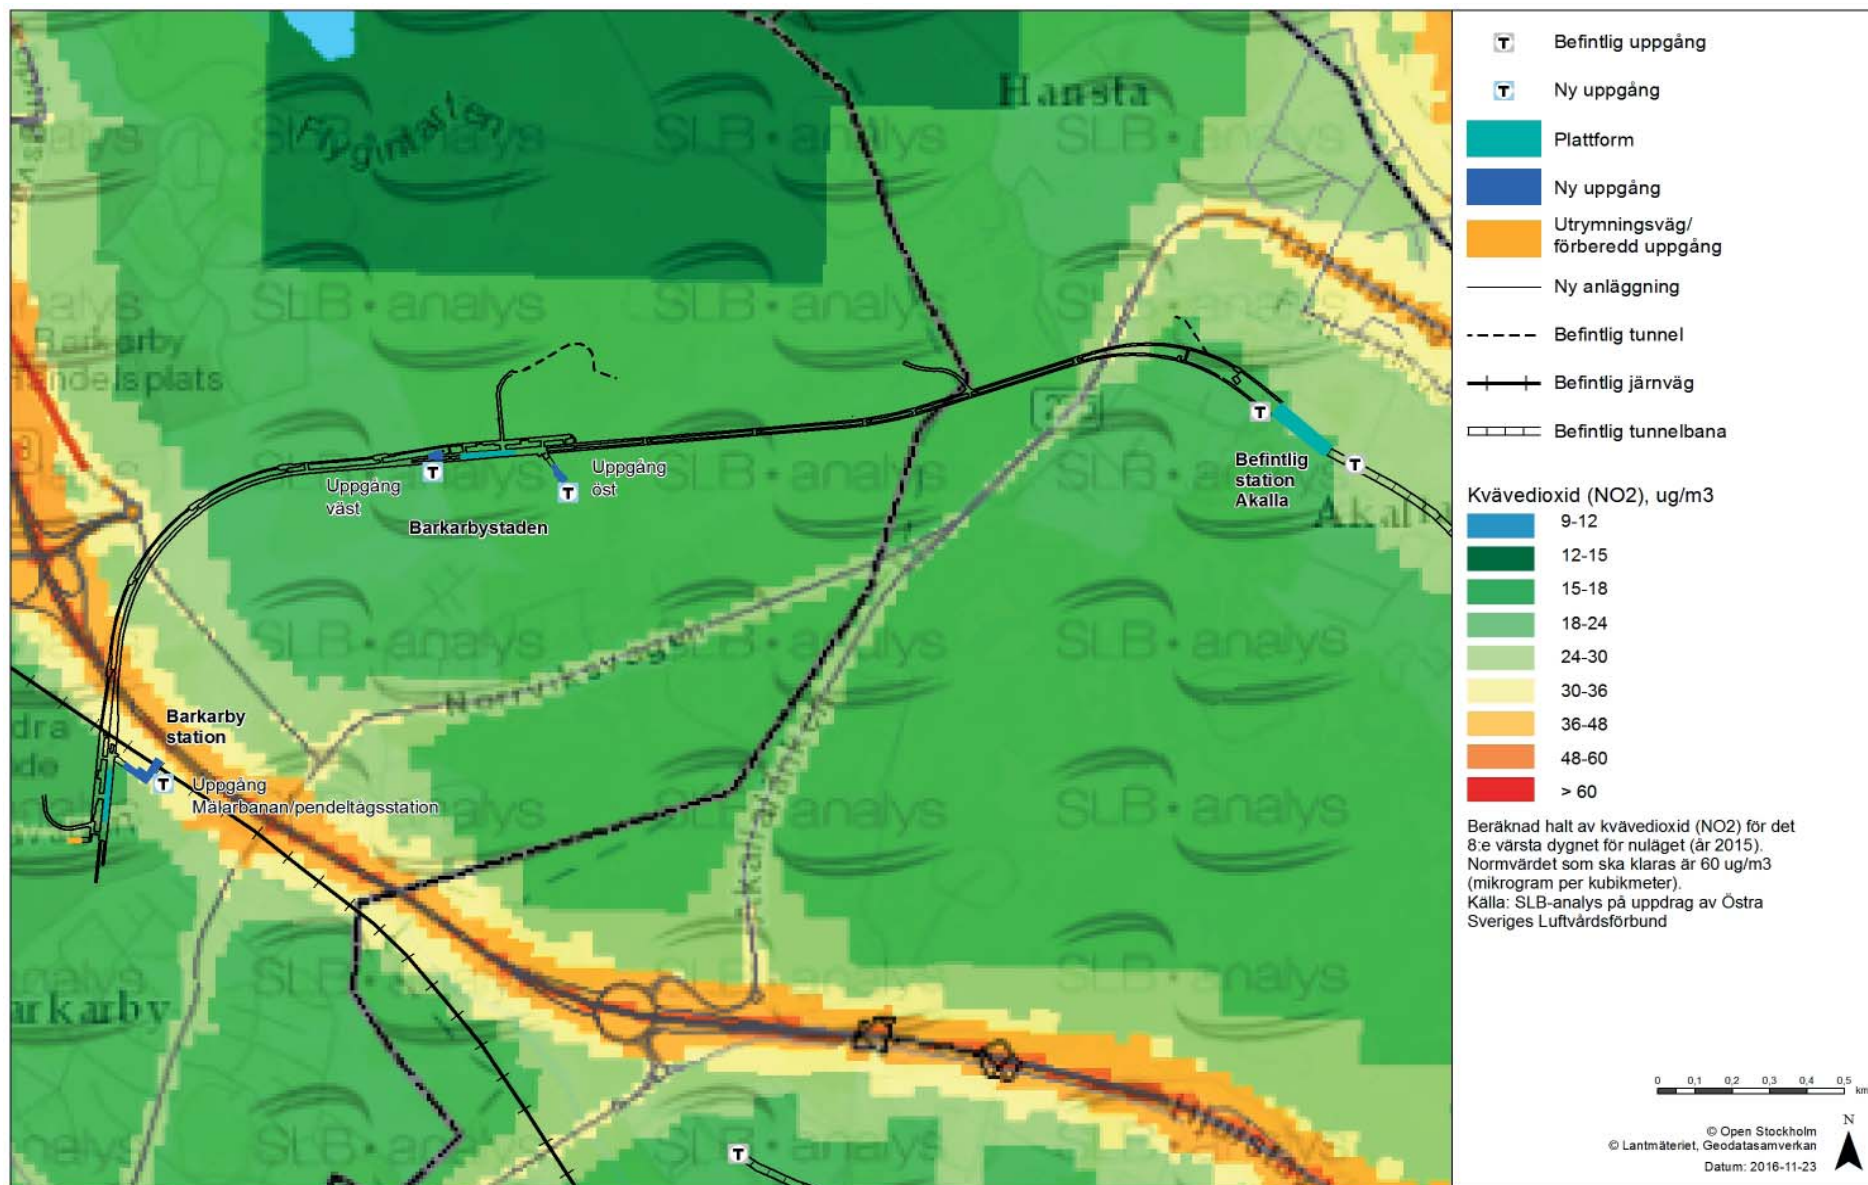 Hansta
Flyginfarten
SLB·analys
Barkarby
Handelsplats
Uppgång
väst
Uppgång
öst
Barkarbystaden
Befintlig
station
Akalla
Akalla
Norrviksvägen
Barkarby
station
Uppgång
Mälarbanan/pendeltågsstation
Akallalänken
Barkarby
Befintlig uppgång
Ny uppgång
Plattform
Ny uppgång
Utrymningsväg/
förberedd uppgång
Ny anläggning
Befintlig tunnel
Befintlig järnväg
Befintlig tunnelbana
Kvävedioxid (NO2), ug/m3
9-12
12-15
15-18
18-24
24-30
30-36
36-48
48-60
> 60
Beräknad halt av kvävedioxid (NO2) för det
8:e värsta dygnet för nuläget (år 2015).
Normvärdet som ska klaras är 60 ug/m3
(mikrogram per kubikmeter).
Källa: SLB-analys på uppdrag av Östra
Sveriges Luftvårdsförbund
0 0,1 0,2 0,3 0,4 0,5
km
N
© Open Stockholm
© Lantmäteriet, Geodatasamverkan
Datum: 2016-11-23